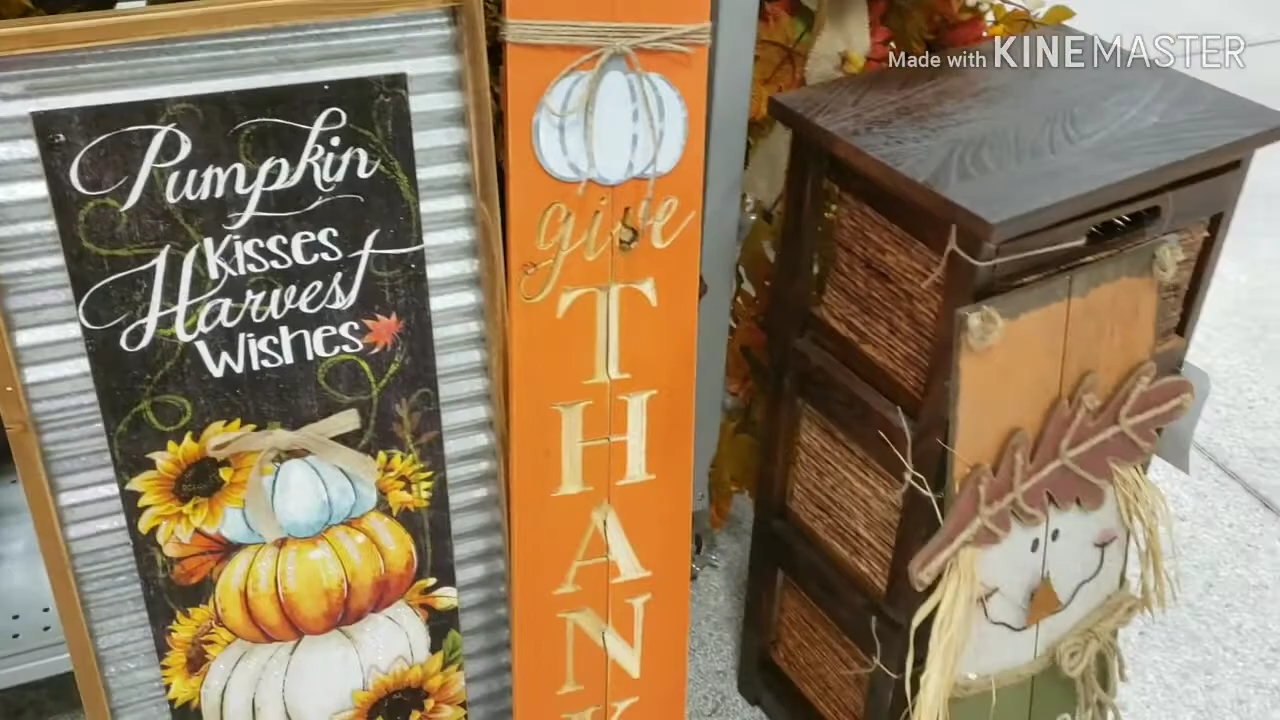 Made with KINEMASTER
Pumpkin
Kisses
Harvest
Wishes
give
T
H
A
N
K